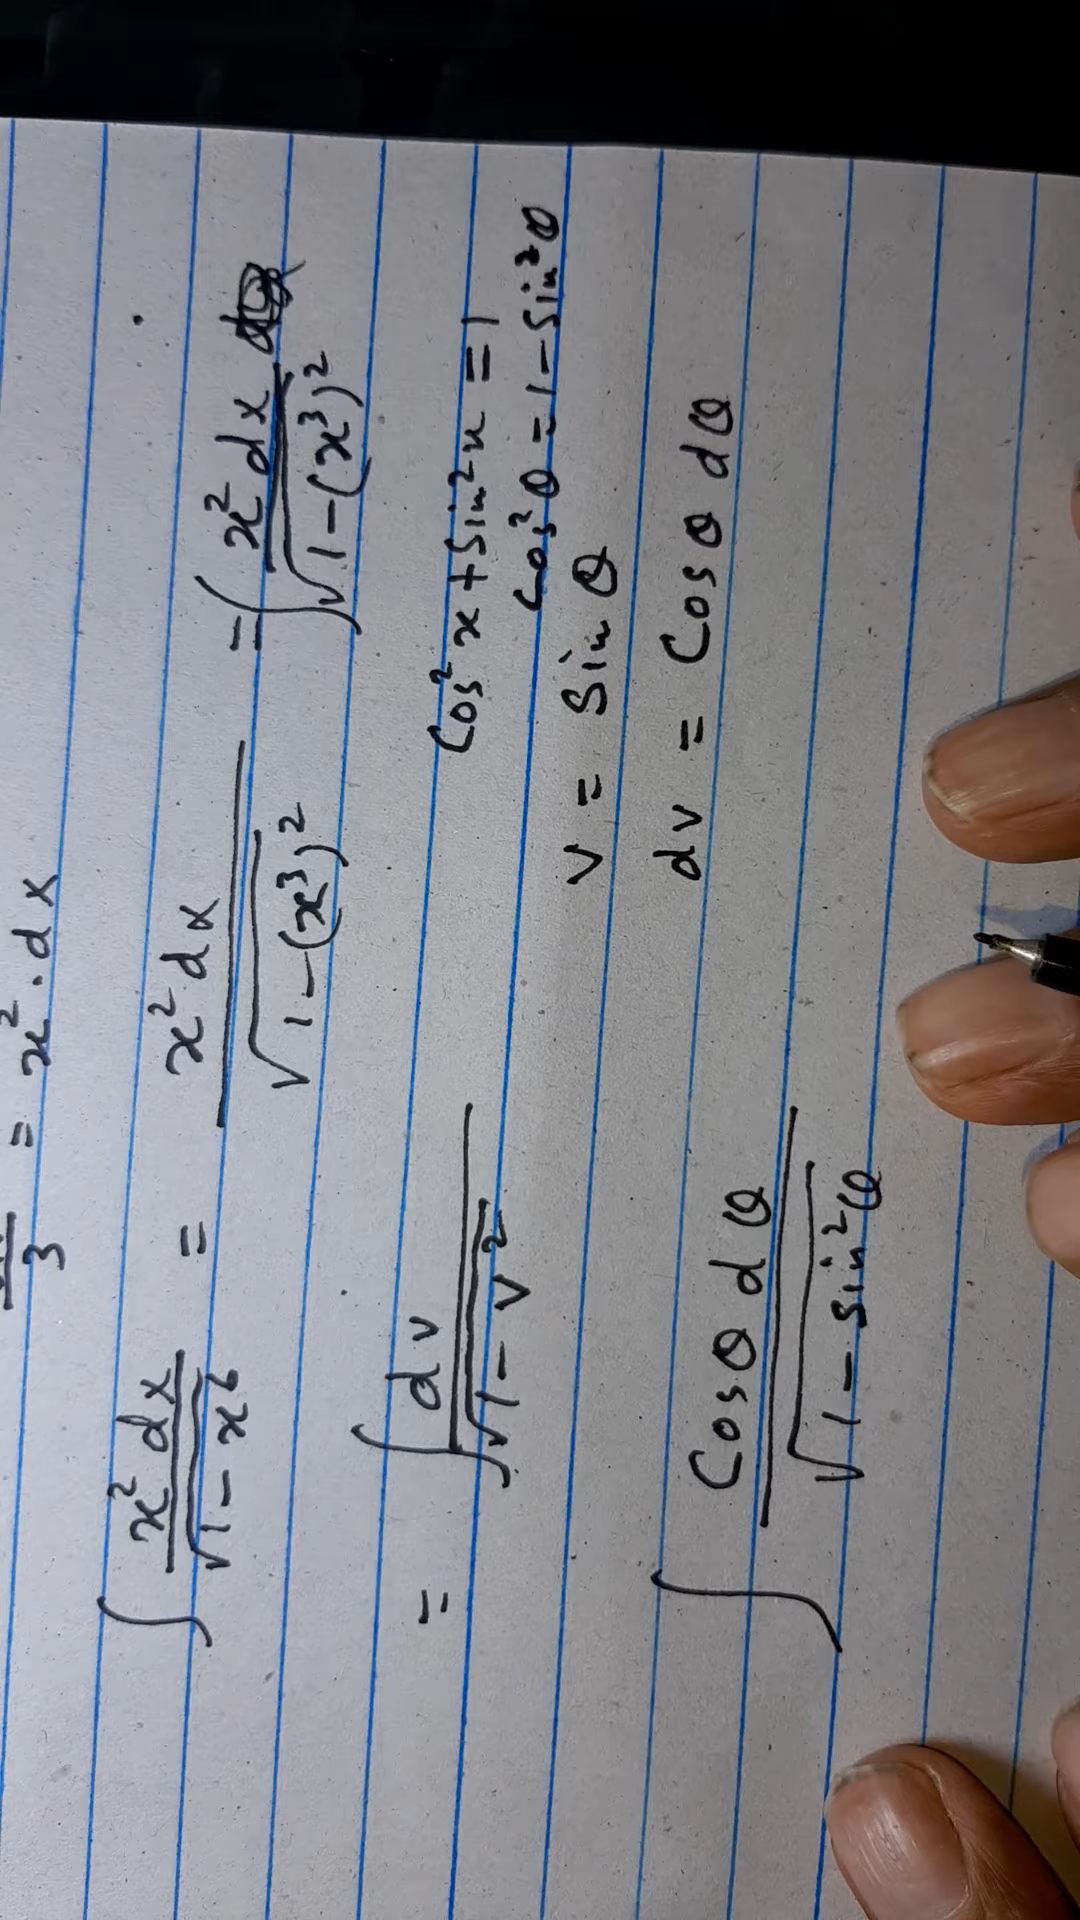 /3 = x² . dx
∫ x² dx / √1 - x⁶ = x² dx / √1 - (x³)² = ∫ x² dx / √1 - (x³)²
= ∫ dv / √1 - v²
Cos² x + Sin² x = 1
Cos² θ = 1 - Sin² θ
v = Sin θ
dv = Cos θ dθ
∫ Cos θ dθ / √1 - Sin² θ